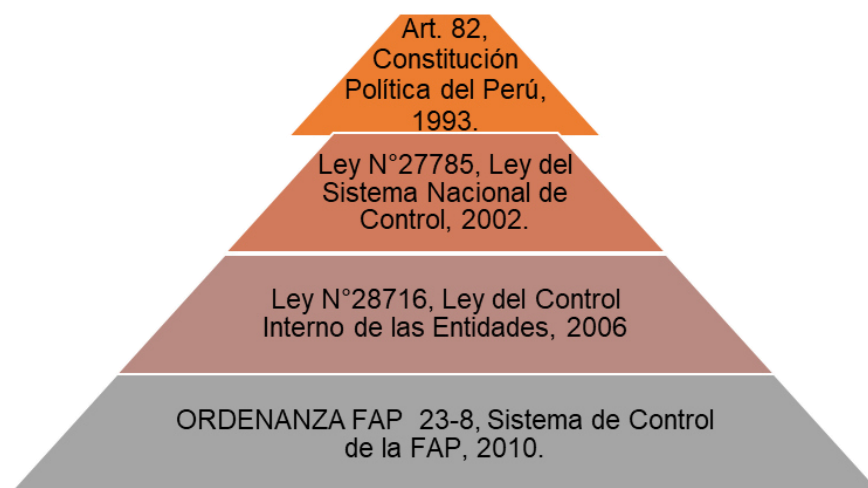 Art. 82,
Constitución
Política del Perú,
1993.
Ley N°27785, Ley del
Sistema Nacional de
Control, 2002.
Ley N°28716, Ley del Control
Interno de las Entidades, 2006
ORDENANZA FAP 23-8, Sistema de Control
de la FAP, 2010.